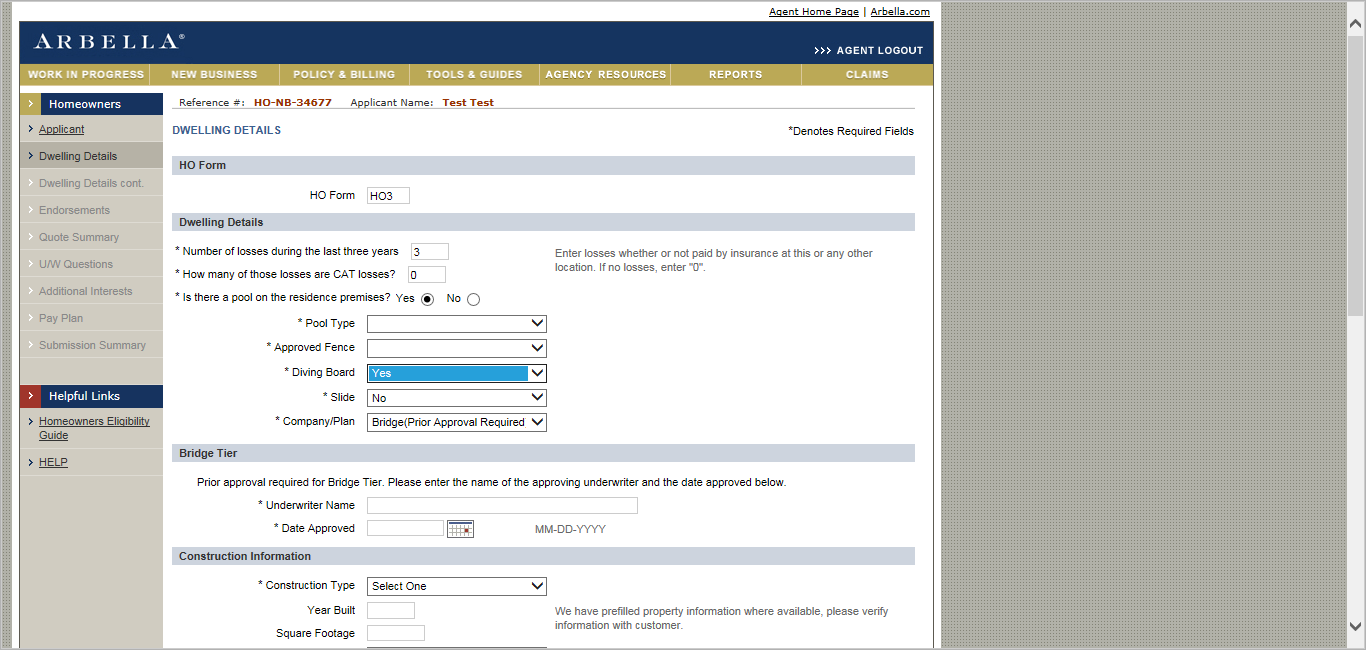 Agent Home Page | Arbella.com
ARBELLA®
>>> AGENT LOGOUT
WORK IN PROGRESS NEW BUSINESS POLICY & BILLING TOOLS & GUIDES AGENCY RESOURCES REPORTS CLAIMS
Homeowners
Applicant
Dwelling Details
Dwelling Details cont.
Endorsements
Quote Summary
U/W Questions
Additional Interests
Pay Plan
Submission Summary
Helpful Links
Homeowners Eligibility
Guide
HELP
Reference #: HO-NB-34677 Applicant Name: Test Test
DWELLING DETAILS
*Denotes Required Fields
HO Form
HO Form HO3
Dwelling Details
* Number of losses during the last three years 3
Enter losses whether or not paid by insurance at this or any other
location. If no losses, enter "0".
* How many of those losses are CAT losses? 0
* Is there a pool on the residence premises? Yes No
* Pool Type
* Approved Fence
* Diving Board Yes
* Slide No
* Company/Plan Bridge(Prior Approval Required
Bridge Tier
Prior approval required for Bridge Tier. Please enter the name of the approving underwriter and the date approved below.
* Underwriter Name
* Date Approved MM-DD-YYYY
Construction Information
* Construction Type Select One
Year Built
We have prefilled property information where available, please verify
information with customer.
Square Footage